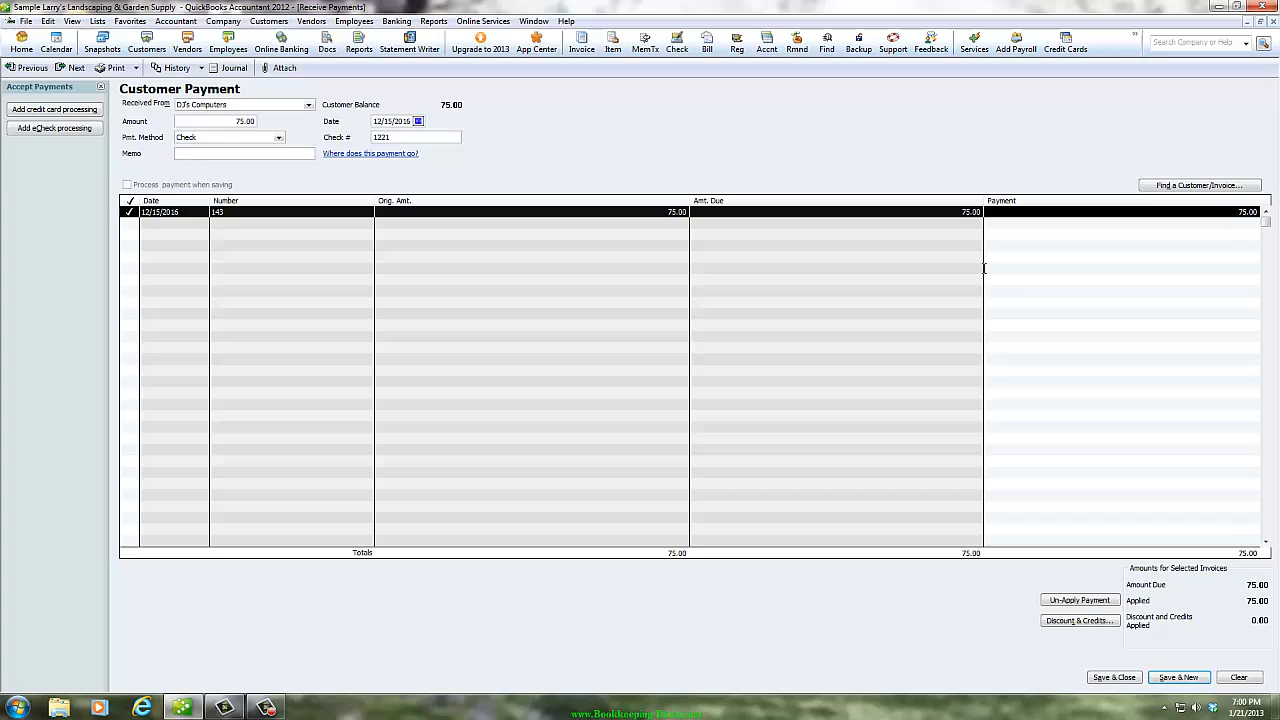 Sample Larry's Landscaping & Garden Supply - QuickBooks Accountant 2012 - [Receive Payments]
File Edit View Lists Favorites Accountant Company Customers Vendors Employees Banking Reports Online Services Window Help
Home Calendar Snapshots Customers Vendors Employees Online Banking Docs Reports Statement Writer Update to 2013 App Center Invoice Item MemTx Check Bill Reg Accnt Rmnd Find Backup Support Feedback Services Add Payroll Credit Cards Search Company or Help
Previous Next Print History Journal Attach
Accept Payments
Add credit card processing
Add eCheck processing
Customer Payment
Received From DJ's Computers Customer Balance 75.00
Amount 75.00 Date 12/15/2016
Pmt. Method Check Check # 1221
Memo Where does this payment go?
Process payment when saving Find a Customer/Invoice...
Date Number Orig. Amt. Amt. Due Payment
12/15/2016 143 75.00 75.00 75.00
Totals 75.00 75.00 75.00
Amounts for Selected Invoices
Un-Apply Payment
Discount & Credits...
Amount Due 75.00
Applied 75.00
Discount and Credits Applied 0.00
Save & Close Save & New Clear
7:00 PM
1/21/2013